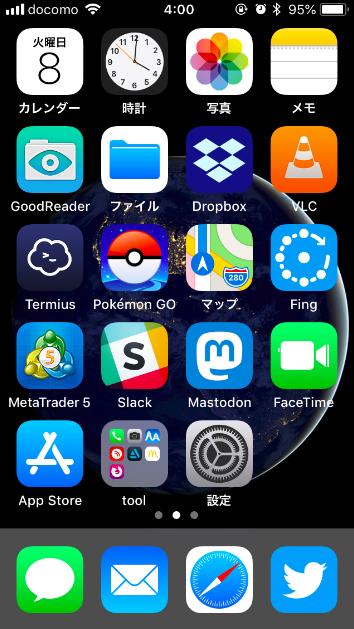 docomo 4:00 95%
火曜日
8
カレンダー 時計 写真 メモ
GoodReader ファイル Dropbox VLC
280
Termius Pokémon GO マップ Fing
5
S
MetaTrader 5 Slack Mastodon FaceTime
App Store tool 設定